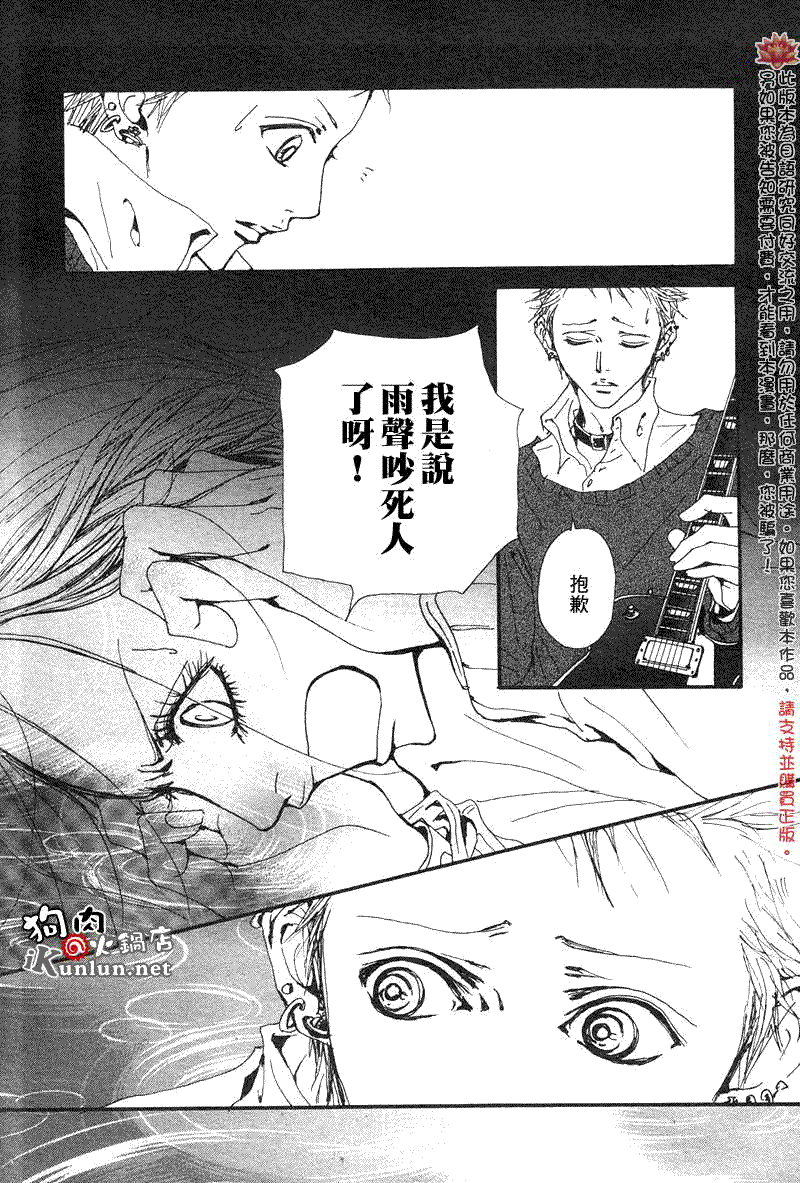 抱歉
我是說
雨聲吵死人
了呀！
此版本為日語研究同好交流之用，請勿用於任何商業用途。如果您喜歡本作品，請支持並購買正版。
另如果您被告知需要付費，才能看到本漫畫，那麼，您被騙了！
狗肉@火鍋店
iKunlun.net